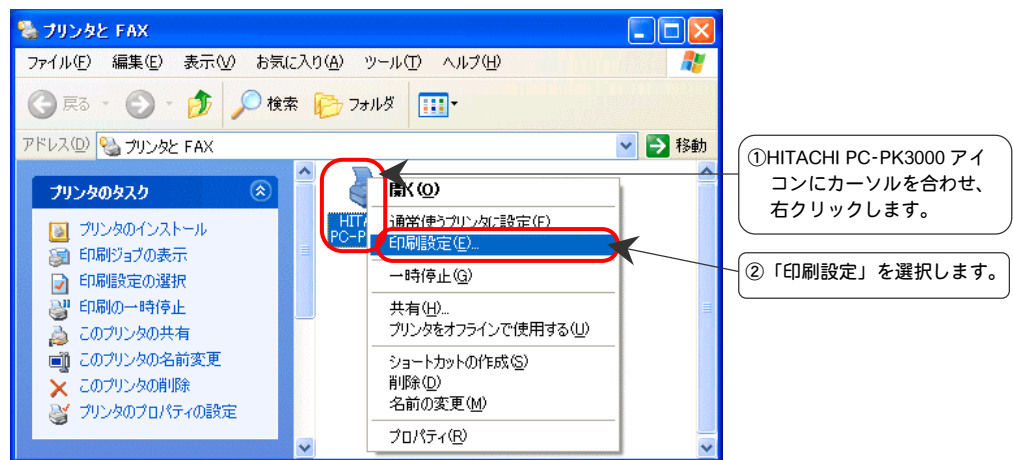 プリンタと FAX
ファイル(F) 編集(E) 表示(V) お気に入り(A) ツール(T) ヘルプ(H)
戻る 検索 フォルダ
アドレス(D) プリンタと FAX 移動
プリンタのタスク
プリンタのインストール
印刷ジョブの表示
印刷設定の選択
印刷の一時停止
このプリンタの共有
このプリンタの名前変更
このプリンタの削除
プリンタのプロパティの設定
HITA
PC-P
開く(O)
通常使うプリンタに設定(F)
印刷設定(E)...
一時停止(G)
共有(H)...
プリンタをオフラインで使用する(U)
ショートカットの作成(S)
削除(D)
名前の変更(M)
プロパティ(R)
①HITACHI PC-PK3000 アイ
コンにカーソルを合わせ、
右クリックします。
②「印刷設定」を選択します。